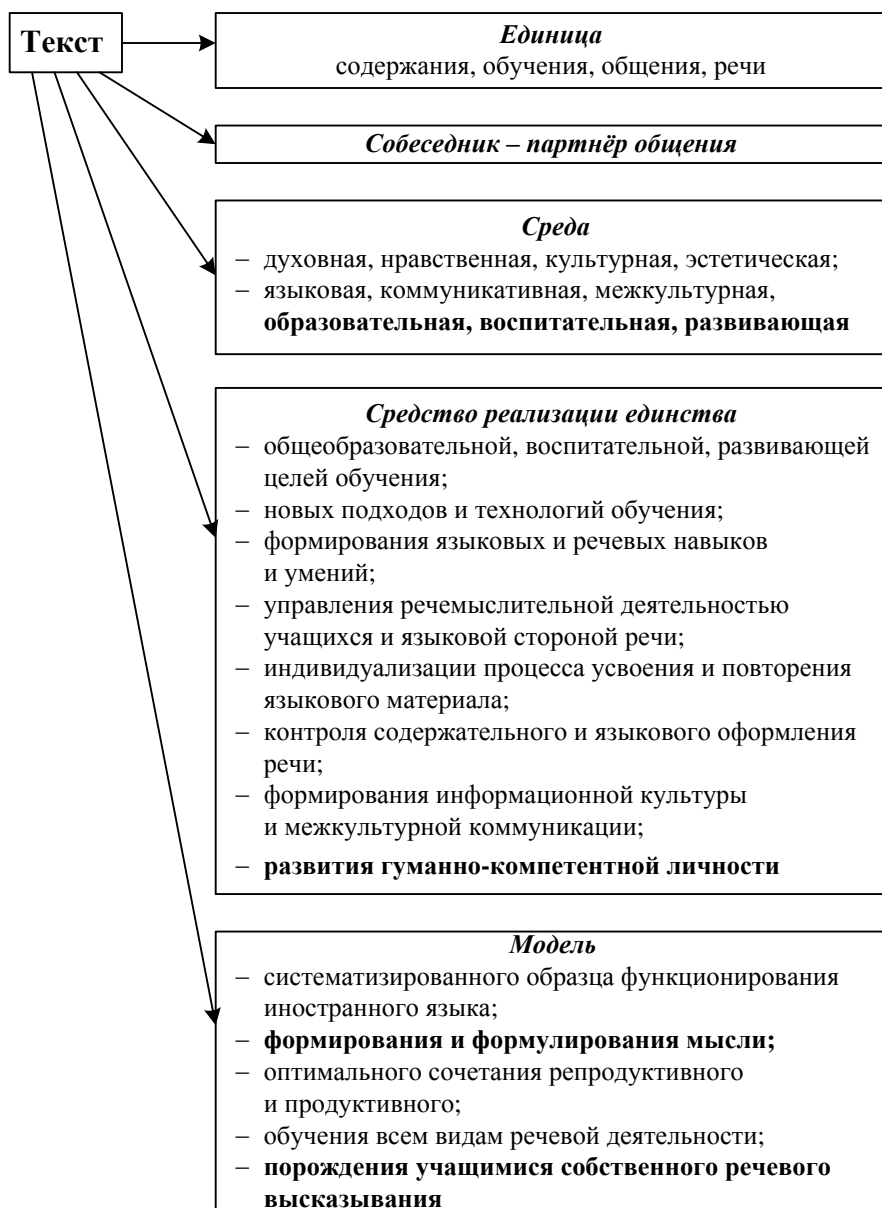 Текст
Единица
содержания, обучения, общения, речи
Собеседник – партнёр общения
Среда
– духовная, нравственная, культурная, эстетическая;
– языковая, коммуникативная, межкультурная,
образовательная, воспитательная, развивающая
Средство реализации единства
– общеобразовательной, воспитательной, развивающей
целей обучения;
– новых подходов и технологий обучения;
– формирования языковых и речевых навыков
и умений;
– управления речемыслительной деятельностью
учащихся и языковой стороной речи;
– индивидуализации процесса усвоения и повторения
языкового материала;
– контроля содержательного и языкового оформления
речи;
– формирования информационной культуры
и межкультурной коммуникации;
– развития гуманно-компетентной личности
Модель
– систематизированного образца функционирования
иностранного языка;
– формирования и формулирования мысли;
– оптимального сочетания репродуктивного
и продуктивного;
– обучения всем видам речевой деятельности;
– порождения учащимися собственного речевого
высказывания